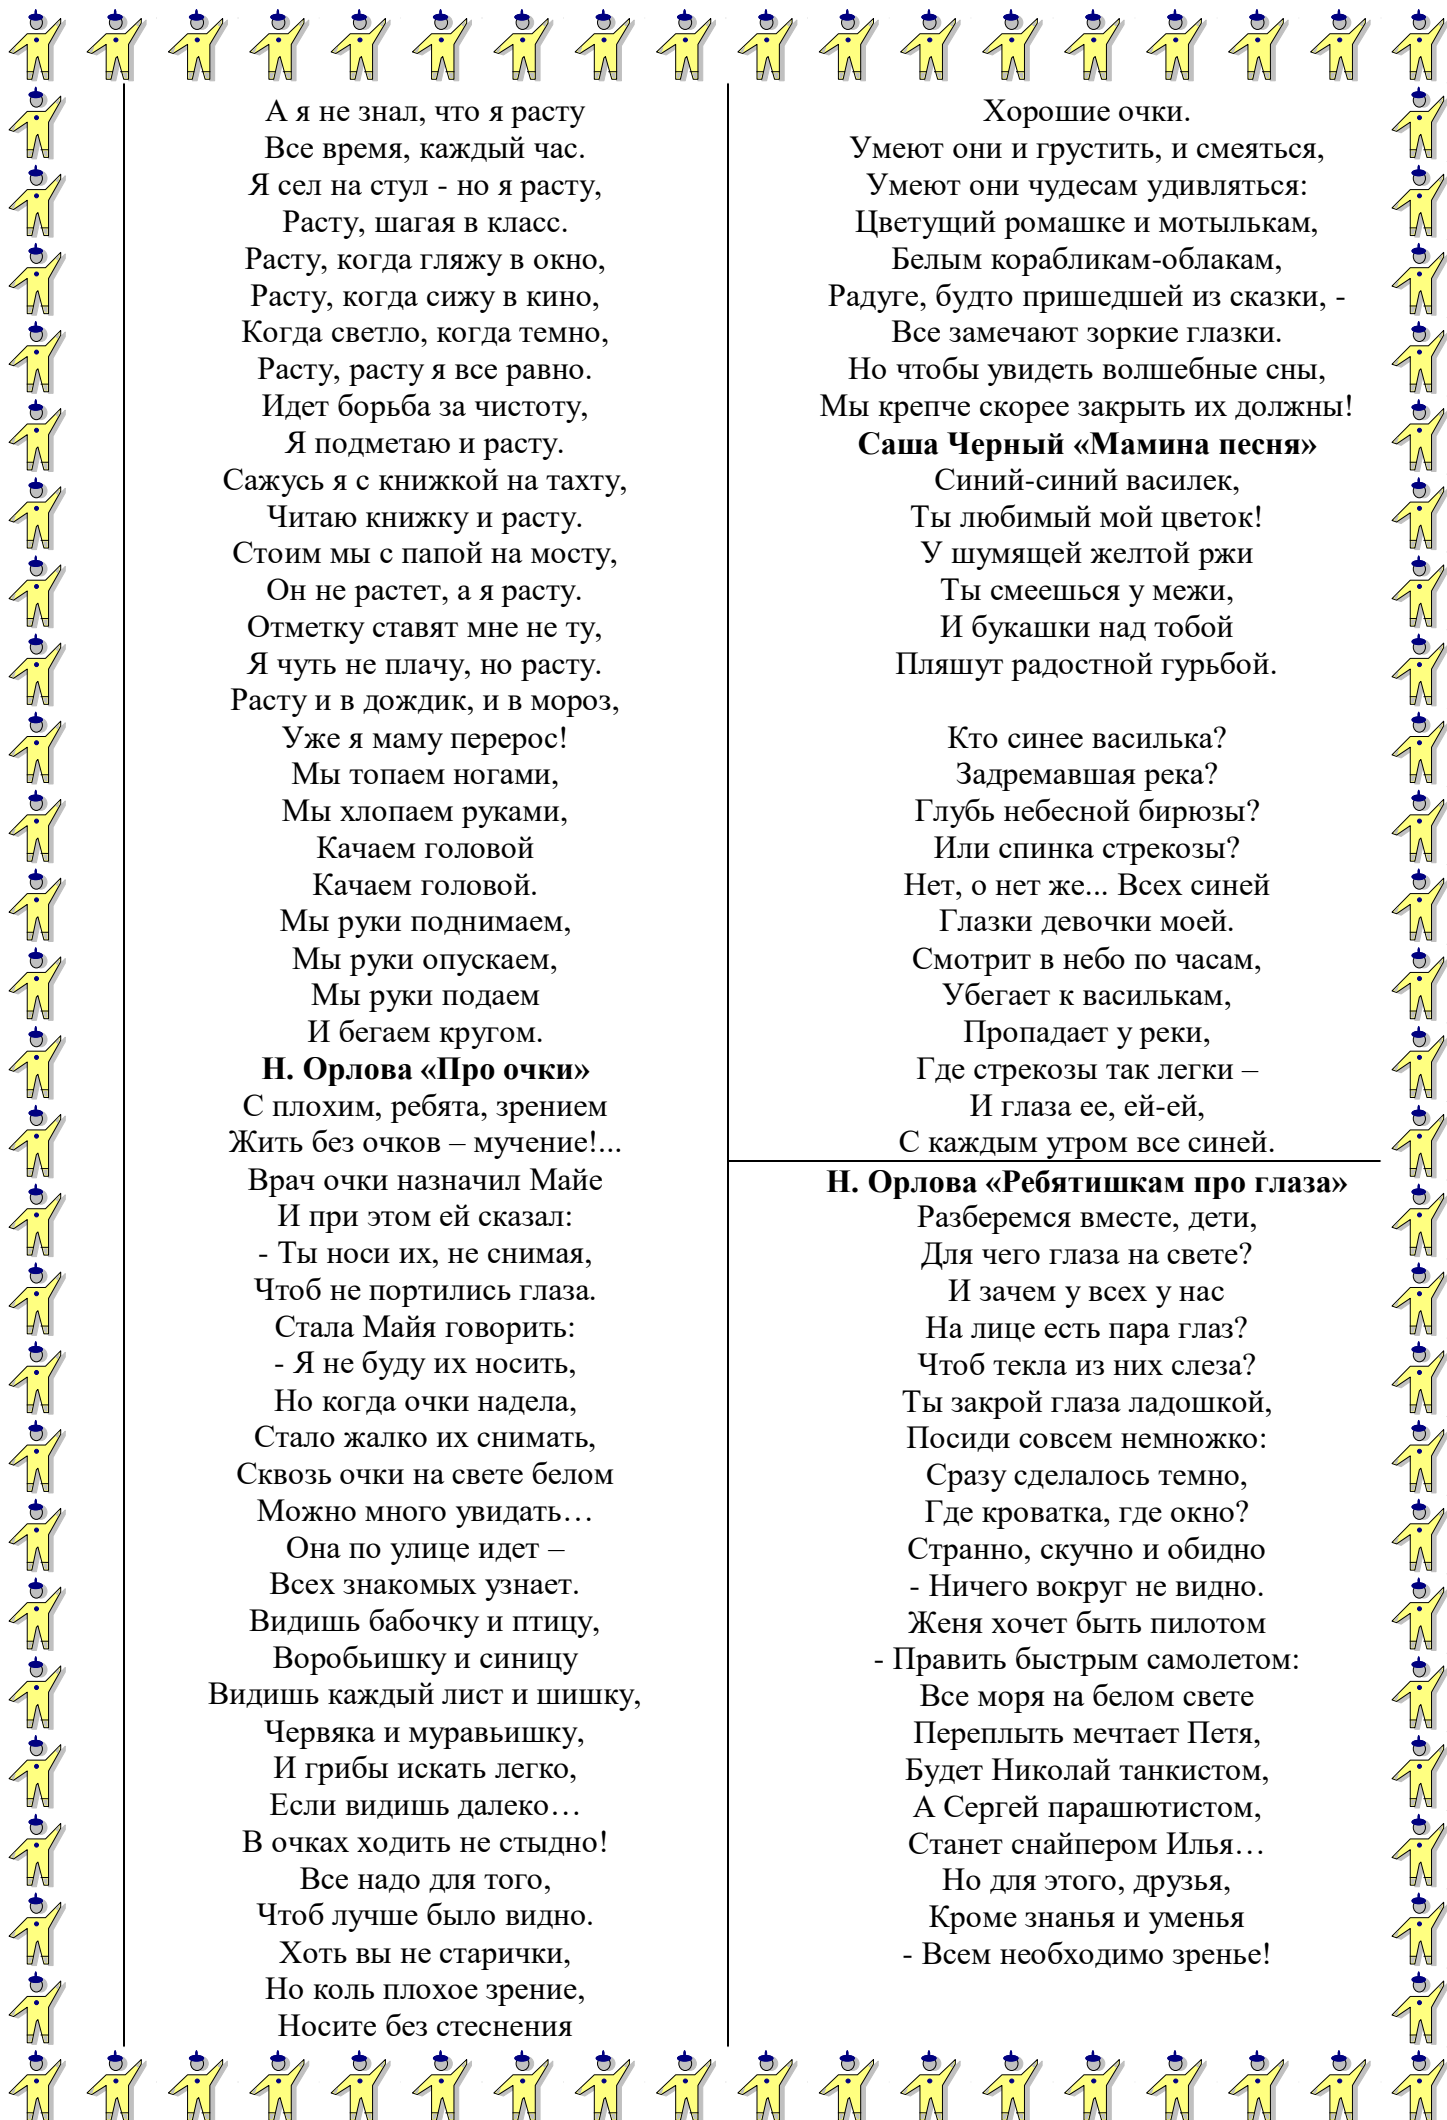 А я не знал, что я расту
Все время, каждый час.
Я сел на стул - но я расту,
Расту, шагая в класс.
Расту, когда гляжу в окно,
Расту, когда сижу в кино,
Когда светло, когда темно,
Расту, расту я все равно.
Идет борьба за чистоту,
Я подметаю и расту.
Сажусь я с книжкой на тахту,
Читаю книжку и расту.
Стоим мы с папой на мосту,
Он не растет, а я расту.
Отметку ставят мне не ту,
Я чуть не плачу, но расту.
Расту и в дождик, и в мороз,
Уже я маму перерос!
Мы топаем ногами,
Мы хлопаем руками,
Качаем головой
Качаем головой.
Мы руки поднимаем,
Мы руки опускаем,
Мы руки подаем
И бегаем кругом.
Н. Орлова «Про очки»
С плохим, ребята, зрением
Жить без очков – мучение!...
Врач очки назначил Майе
И при этом ей сказал:
- Ты носи их, не снимая,
Чтоб не портились глаза.
Стала Майя говорить:
- Я не буду их носить,
Но когда очки надела,
Стало жалко их снимать,
Сквозь очки на свете белом
Можно много увидать…
Она по улице идет –
Всех знакомых узнает.
Видишь бабочку и птицу,
Воробьишку и синицу
Видишь каждый лист и шишку,
Червяка и муравьишку,
И грибы искать легко,
Если видишь далеко…
В очках ходить не стыдно!
Все надо для того,
Чтоб лучше было видно.
Хоть вы не старички,
Но коль плохое зрение,
Носите без стеснения
Хорошие очки.
Умеют они и грустить, и смеяться,
Умеют они чудесам удивляться:
Цветущий ромашке и мотылькам,
Белым корабликам-облакам,
Радуге, будто пришедшей из сказки, -
Все замечают зоркие глазки.
Но чтобы увидеть волшебные сны,
Мы крепче скорее закрыть их должны!
Саша Черный «Мамина песня»
Синий-синий василек,
Ты любимый мой цветок!
У шумящей желтой ржи
Ты смеешься у межи,
И букашки над тобой
Пляшут радостной гурьбой.
Кто синее василька?
Задремавшая река?
Глубь небесной бирюзы?
Или спинка стрекозы?
Нет, о нет же... Всех синей
Глазки девочки моей.
Смотрит в небо по часам,
Убегает к василькам,
Пропадает у реки,
Где стрекозы так легки –
И глаза ее, ей-ей,
С каждым утром все синей.
Н. Орлова «Ребятишкам про глаза»
Разберемся вместе, дети,
Для чего глаза на свете?
И зачем у всех у нас
На лице есть пара глаз?
Чтоб текла из них слеза?
Ты закрой глаза ладошкой,
Посиди совсем немножко:
Сразу сделалось темно,
Где кроватка, где окно?
Странно, скучно и обидно
- Ничего вокруг не видно.
Женя хочет быть пилотом
- Править быстрым самолетом:
Все моря на белом свете
Переплыть мечтает Петя,
Будет Николай танкистом,
А Сергей парашютистом,
Станет снайпером Илья…
Но для этого, друзья,
Кроме знанья и уменья
- Всем необходимо зренье!